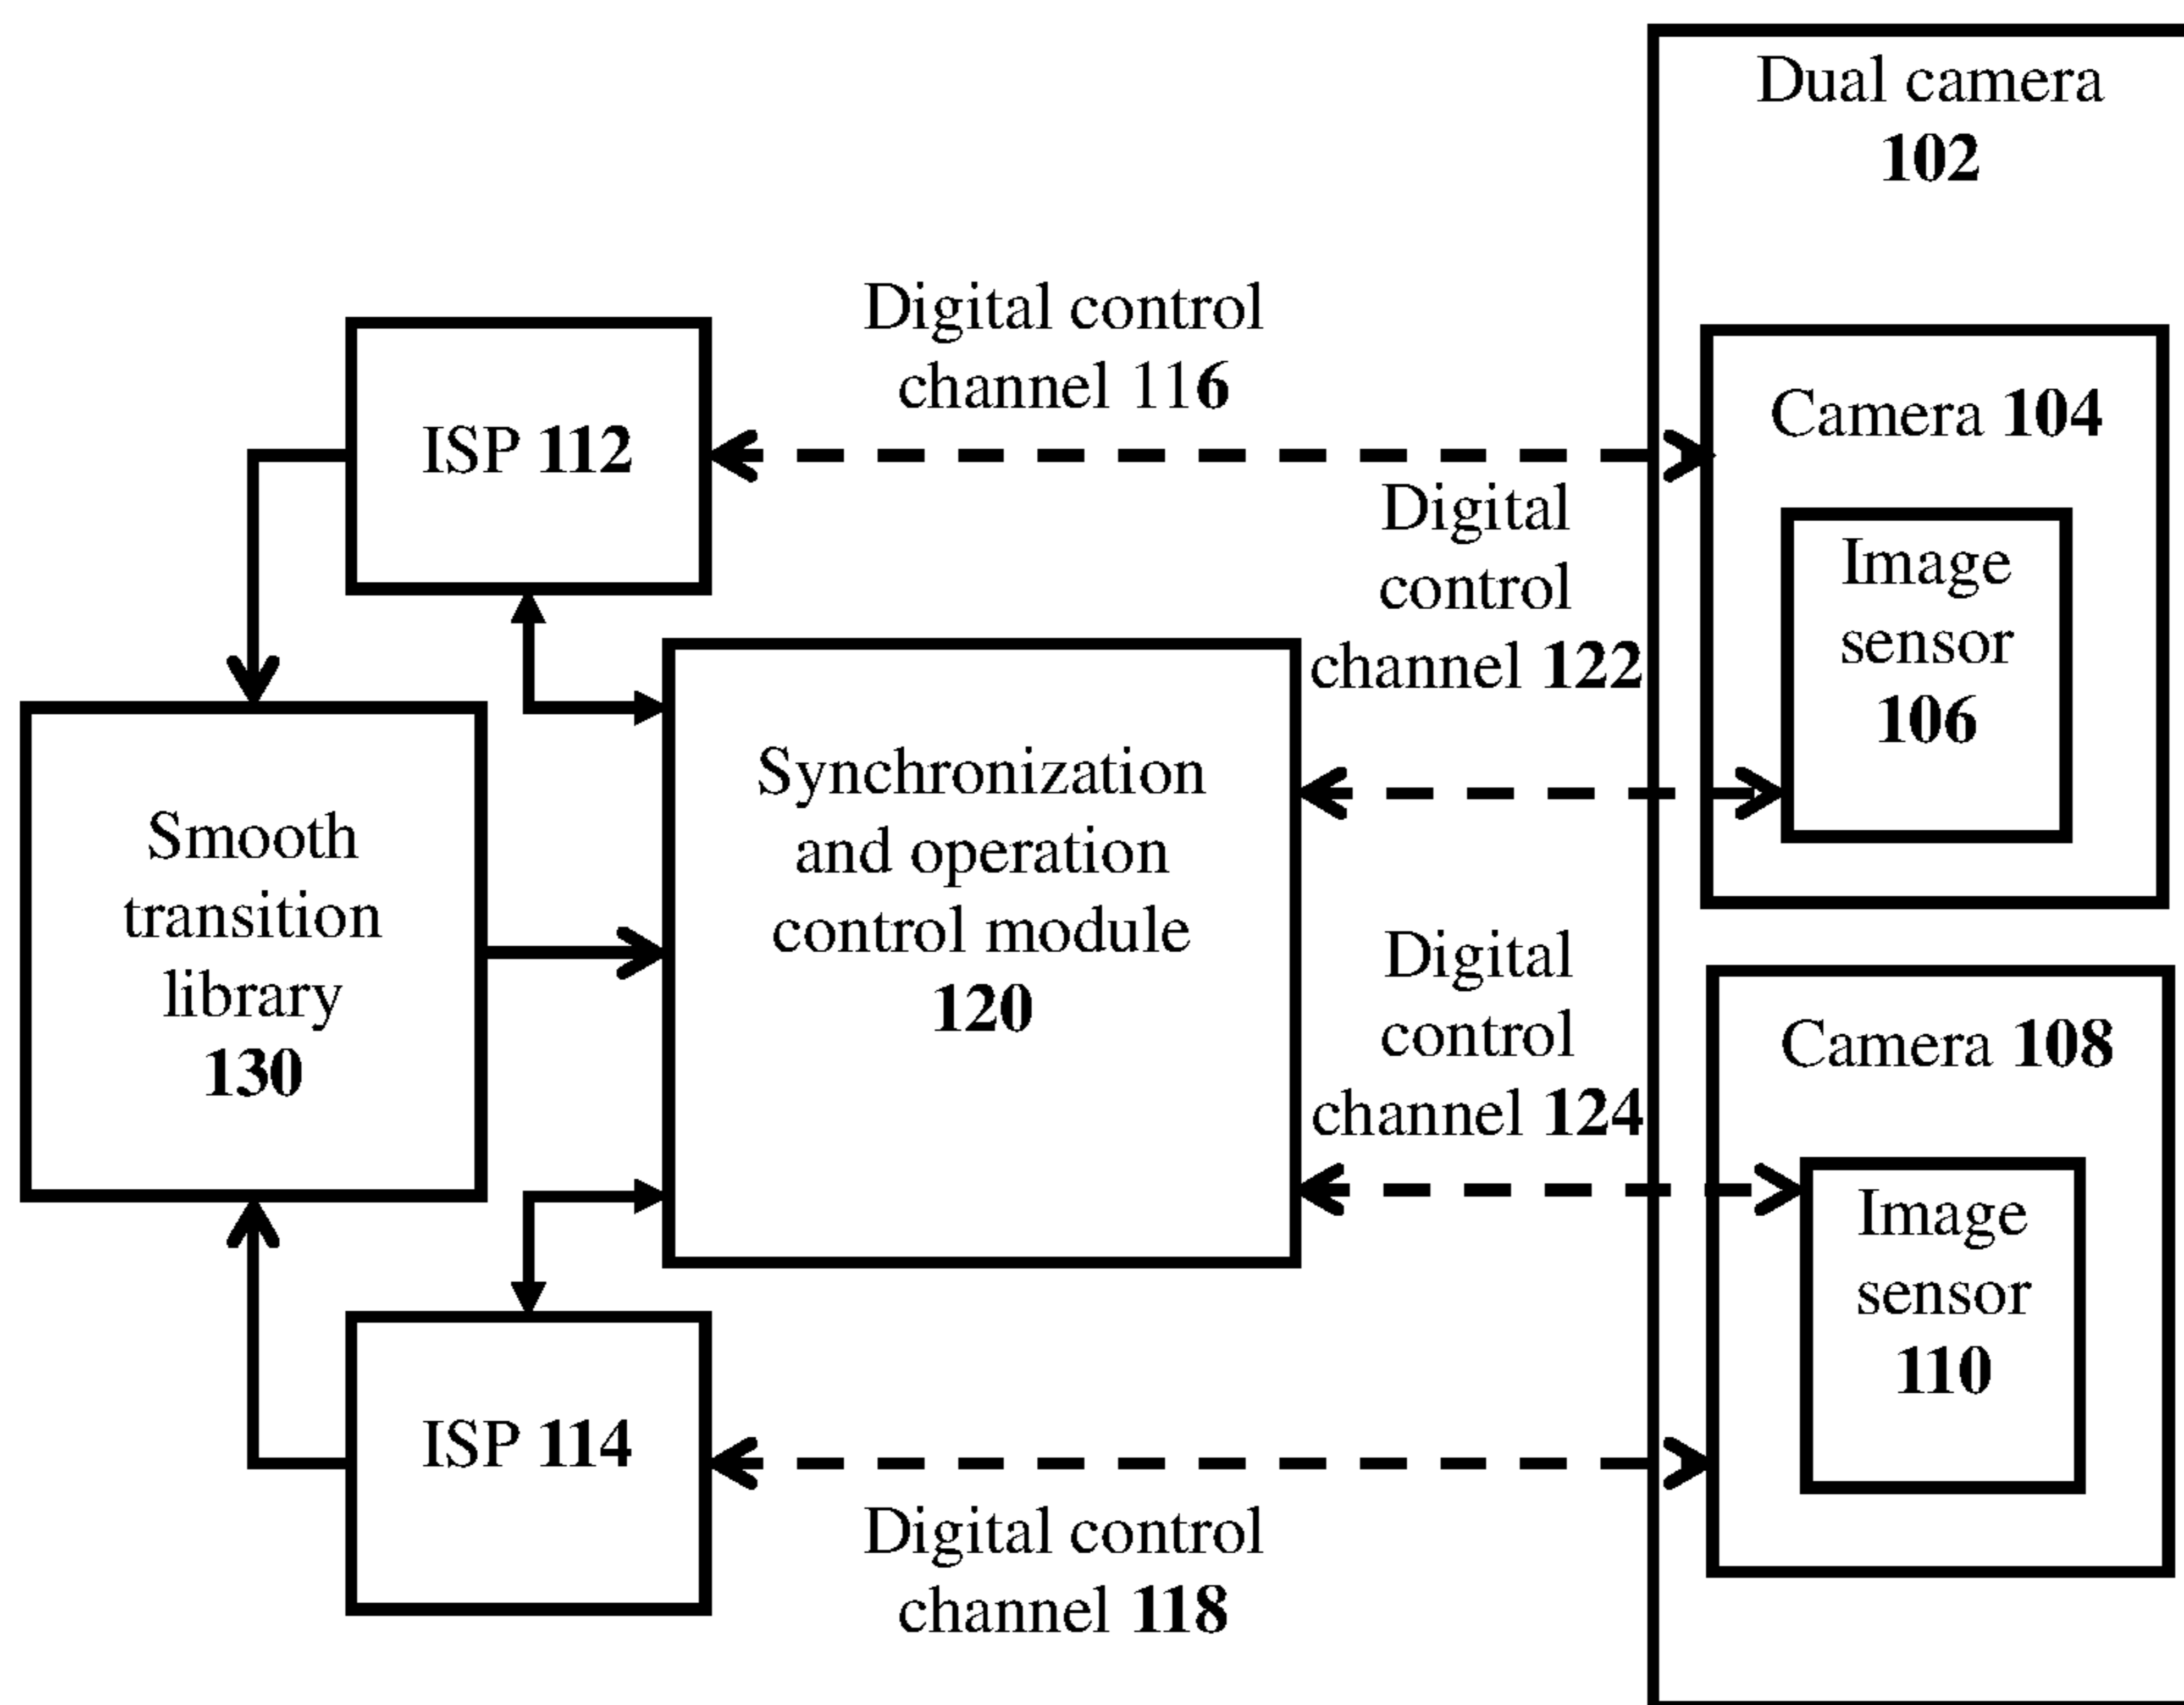 Dual camera
102
Digital control
channel 116
ISP 112
Camera 104
Digital
control
channel 122
Image
sensor
106
Synchronization
and operation
control module
120
Smooth
transition
library
130
Digital
control
channel 124
Camera 108
Image
sensor
110
ISP 114
Digital control
channel 118